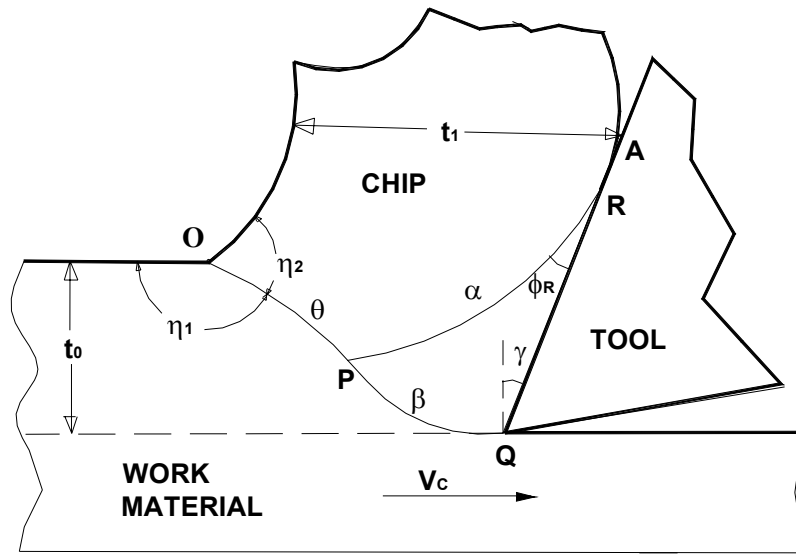 t1
A
CHIP
R
O
η2
ϕR
α
η1
θ
TOOL
t0
γ
P
β
Q
WORK
MATERIAL
VC